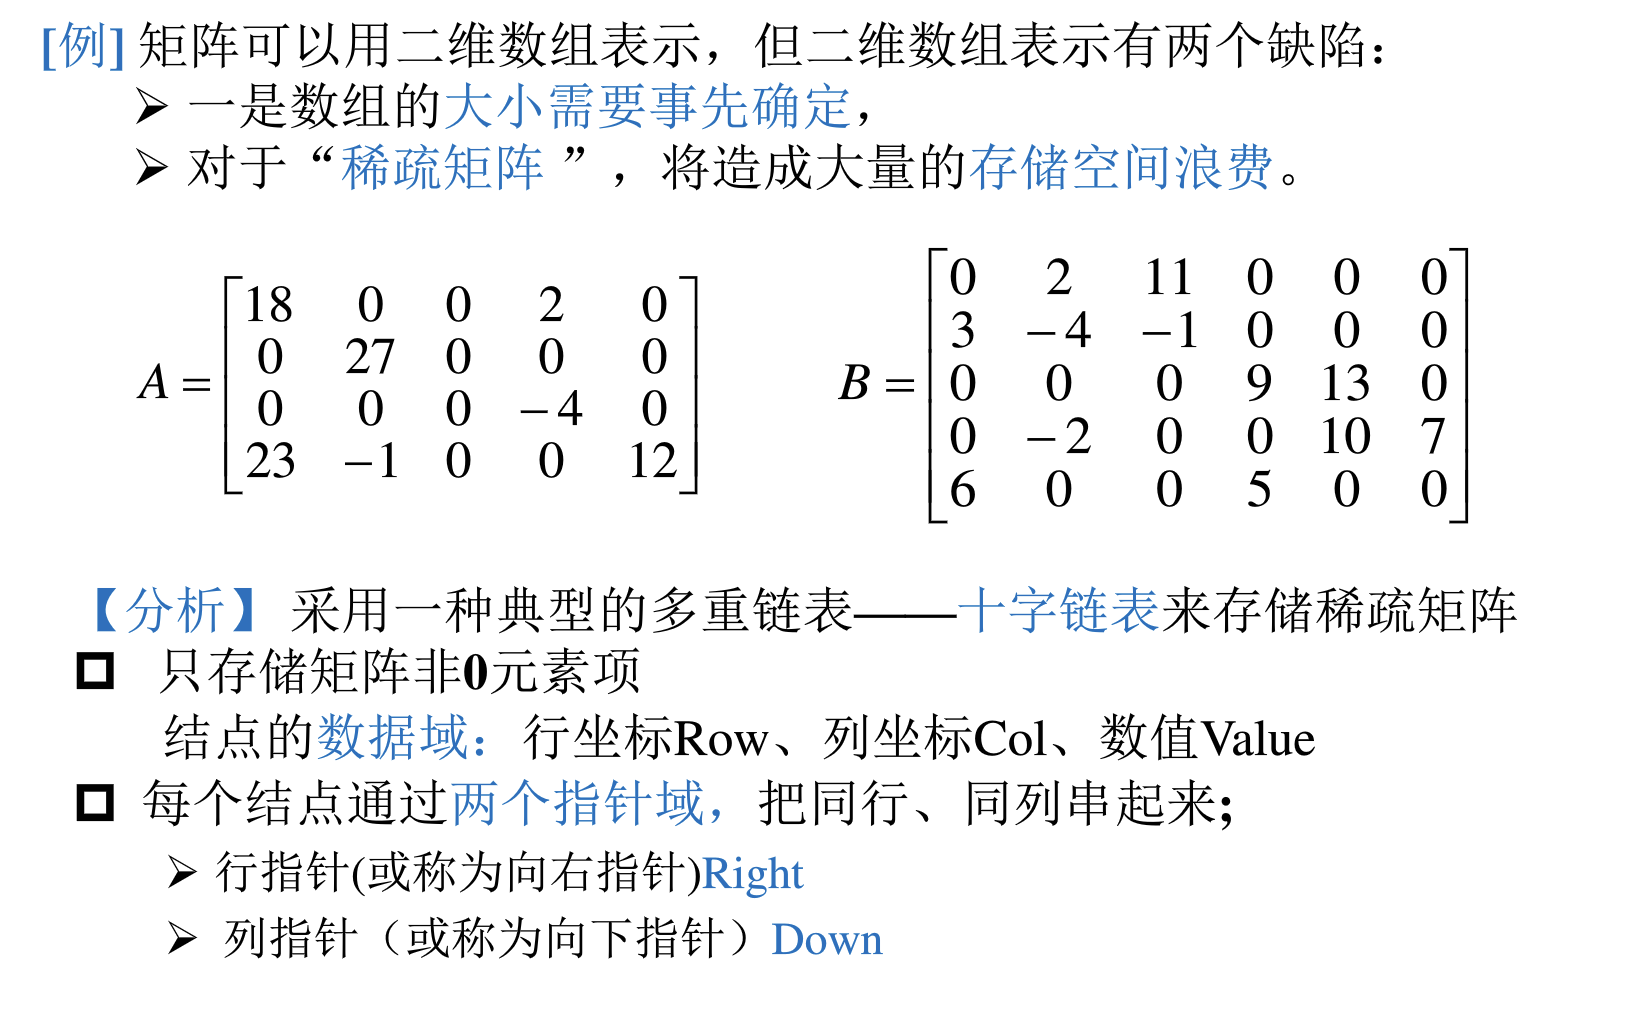 [例] 矩阵可以用二维数组表示，但二维数组表示有两个缺陷：
➢ 一是数组的大小需要事先确定，
➢ 对于“稀疏矩阵 ”，将造成大量的存储空间浪费。
A = [18 0 0 2 0
0 27 0 0 0
0 0 0 −4 0
23 −1 0 0 12]
B = [0 2 11 0 0 0
3 −4 −1 0 0 0
0 0 0 9 13 0
0 −2 0 0 10 7
6 0 0 5 0 0]
【分析】 采用一种典型的多重链表——十字链表来存储稀疏矩阵
❑ 只存储矩阵非0元素项
结点的数据域：行坐标Row、列坐标Col、数值Value
❑ 每个结点通过两个指针域，把同行、同列串起来;
➢ 行指针(或称为向右指针)Right
➢ 列指针（或称为向下指针）Down